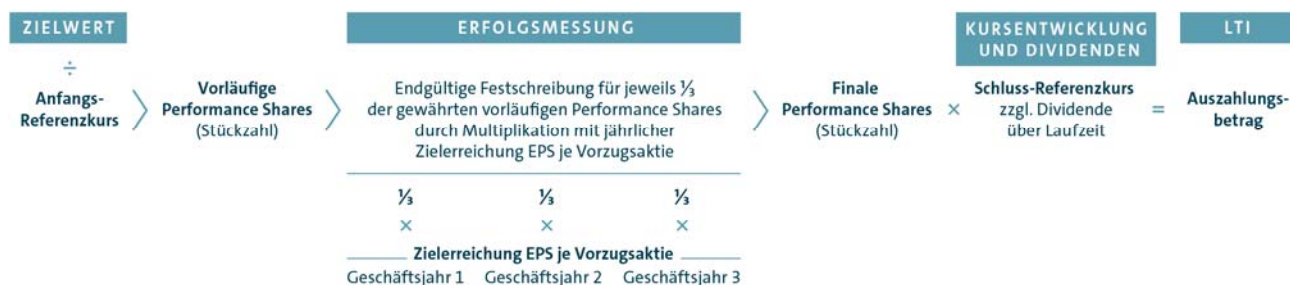 ZIELWERT
÷
Anfangs-
Referenzkurs
Vorläufige
Performance Shares
(Stückzahl)
ERFOLGSMESSUNG
Endgültige Festschreibung für jeweils ⅓
der gewährten vorläufigen Performance Shares
durch Multiplikation mit jährlicher
Zielerreichung EPS je Vorzugsaktie
⅓ ⅓ ⅓
× × ×
Zielerreichung EPS je Vorzugsaktie
Geschäftsjahr 1 Geschäftsjahr 2 Geschäftsjahr 3
Finale
Performance Shares
(Stückzahl)
×
KURSENTWICKLUNG
UND DIVIDENDEN
Schluss-Referenzkurs
zzgl. Dividende
über Laufzeit
=
LTI
Auszahlungs-
betrag